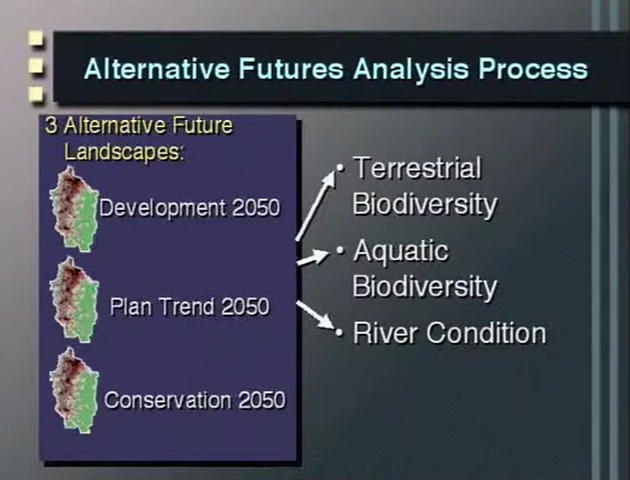 Alternative Futures Analysis Process
3 Alternative Future
Landscapes:
Development 2050
Plan Trend 2050
Conservation 2050
• Terrestrial
Biodiversity
• Aquatic
Biodiversity
• River Condition